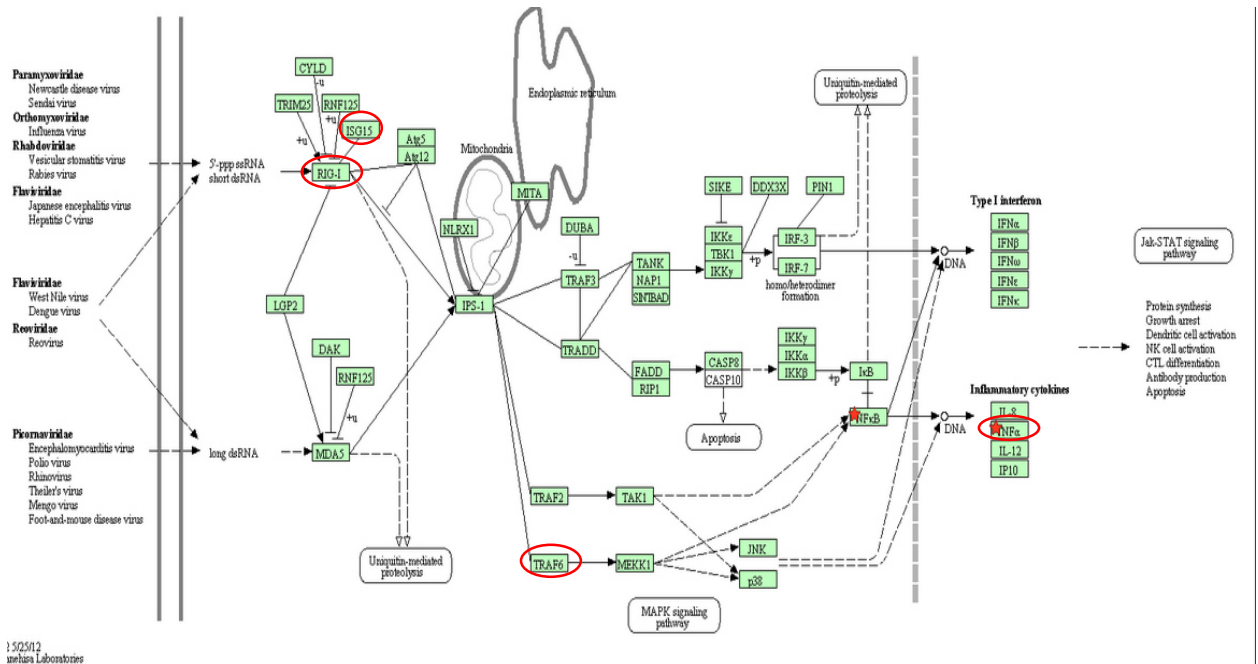 Paramyxoviridae
Newcastle disease virus
Sendai virus
Orthomyxoviridae
Influenza virus
Rhabdoviridae
Vesicular stomatitis virus
Rabies virus
Flaviviridae
Japanese encephalitis virus
Hepatitis C virus
Flaviviridae
West Nile virus
Dengue virus
Reoviridae
Reovirus
Picornaviridae
Encephalomyocarditis virus
Polio virus
Rhinovirus
Theiler's virus
Mengo virus
Foot-and-mouse disease virus
5'-ppp ssRNA
short dsRNA
long dsRNA
CYLD
-u
TRIM25
RNF125
+u
+u
ISG15
RIG-I
Atg5
Atg12
LGP2
DAK
RNF125
+u
MDA5
Uniquitin-mediated
proteolysis
Endoplasmic reticulum
Mitochondria
MITA
NLRX1
IPS-1
DUBA
-u
TRAF3
TRADD
TANK
NAP1
SINTBAD
FADD
RIP1
TRAF2
TAK1
TRAF6
MEKK1
MAPK signaling
pathway
SIKE
DDX3X
PIN1
IKKε
TBK1
IKKγ
+p
IRF-3
IRF-7
homo/heterodimer
formation
CASP8
CASP10
Apoptosis
IKKγ
IKKα
IKKβ
+p
IκB
NFκB
JNK
p38
Uniquitin-mediated
proteolysis
DNA
DNA
Type I interferon
IFNα
IFNβ
IFNω
IFNε
IFNκ
Inflammatory cytokines
IL-8
TNFα
IL-12
IP10
Jak-STAT signaling
pathway
Protein synthesis
Growth arrest
Dendritic cell activation
NK cell activation
CTL differentiation
Antibody production
Apoptosis
5/25/12
Laboratories